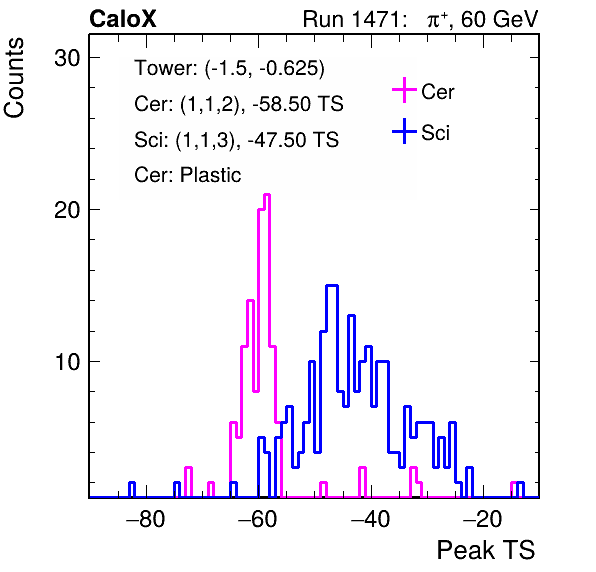 CaloX Run 1471: π⁺, 60 GeV
Counts
30
20
10
Tower: (-1.5, -0.625)
Cer: (1,1,2), -58.50 TS
Sci: (1,1,3), -47.50 TS
Cer: Plastic
Cer
Sci
−80 −60 −40 −20
Peak TS